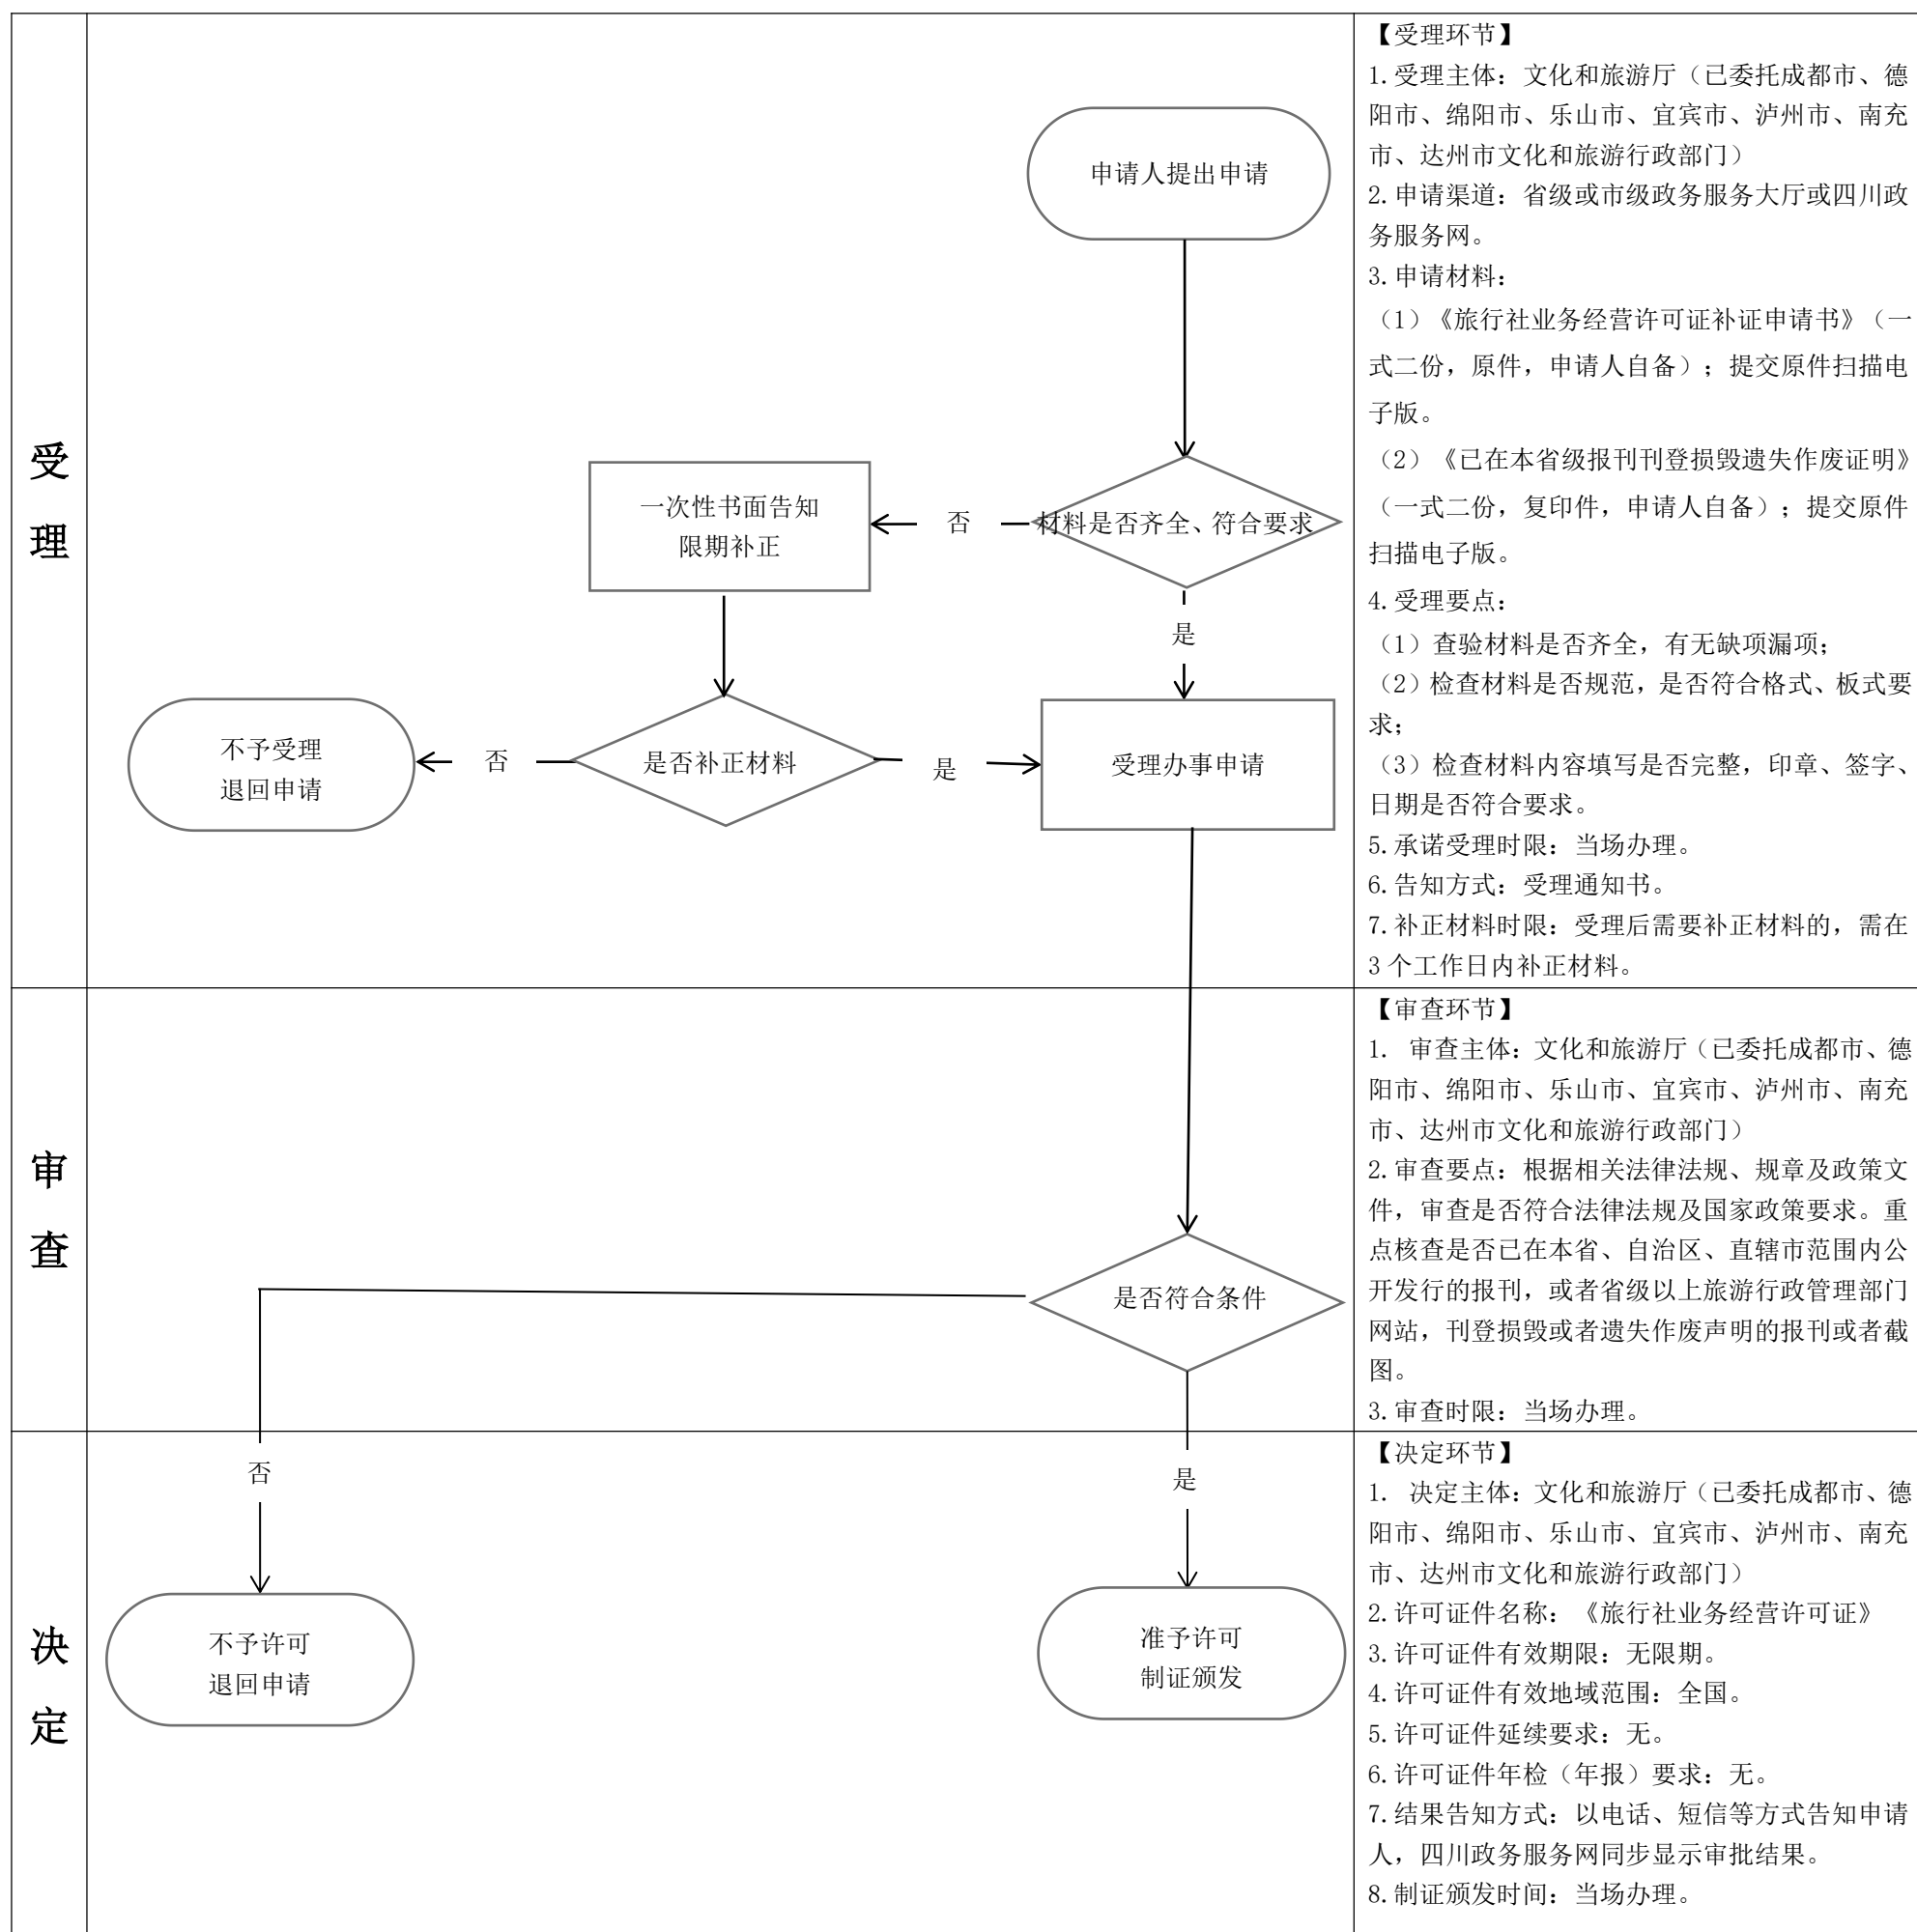 受
理
申请人提出申请
材料是否齐全、符合要求
否
一次性书面告知
限期补正
是
不予受理
退回申请
否
是否补正材料
是
受理办事申请
【受理环节】
1.受理主体：文化和旅游厅（已委托成都市、德
阳市、绵阳市、乐山市、宜宾市、泸州市、南充
市、达州市文化和旅游行政部门）
2.申请渠道：省级或市级政务服务大厅或四川政
务服务网。
3.申请材料：
（1）《旅行社业务经营许可证补证申请书》（一
式二份，原件，申请人自备）；提交原件扫描电
子版。
（2）《已在本省级报刊刊登损毁遗失作废证明》
（一式二份，复印件，申请人自备）；提交原件
扫描电子版。
4.受理要点：
（1）查验材料是否齐全，有无缺项漏项；
（2）检查材料是否规范，是否符合格式、板式要
求；
（3）检查材料内容填写是否完整，印章、签字、
日期是否符合要求。
5.承诺受理时限：当场办理。
6.告知方式：受理通知书。
7.补正材料时限：受理后需要补正材料的，需在
3个工作日内补正材料。
审
查
是否符合条件
【审查环节】
1. 审查主体：文化和旅游厅（已委托成都市、德
阳市、绵阳市、乐山市、宜宾市、泸州市、南充
市、达州市文化和旅游行政部门）
2.审查要点：根据相关法律法规、规章及政策文
件，审查是否符合法律法规及国家政策要求。重
点核查是否已在本省、自治区、直辖市范围内公
开发行的报刊，或者省级以上旅游行政管理部门
网站，刊登损毁或者遗失作废声明的报刊或者截
图。
3.审查时限：当场办理。
决
定
否
是
不予许可
退回申请
准予许可
制证颁发
【决定环节】
1. 决定主体：文化和旅游厅（已委托成都市、德
阳市、绵阳市、乐山市、宜宾市、泸州市、南充
市、达州市文化和旅游行政部门）
2.许可证件名称：《旅行社业务经营许可证》
3.许可证件有效期限：无限期。
4.许可证件有效地域范围：全国。
5.许可证件延续要求：无。
6.许可证件年检（年报）要求：无。
7.结果告知方式：以电话、短信等方式告知申请
人，四川政务服务网同步显示审批结果。
8.制证颁发时间：当场办理。